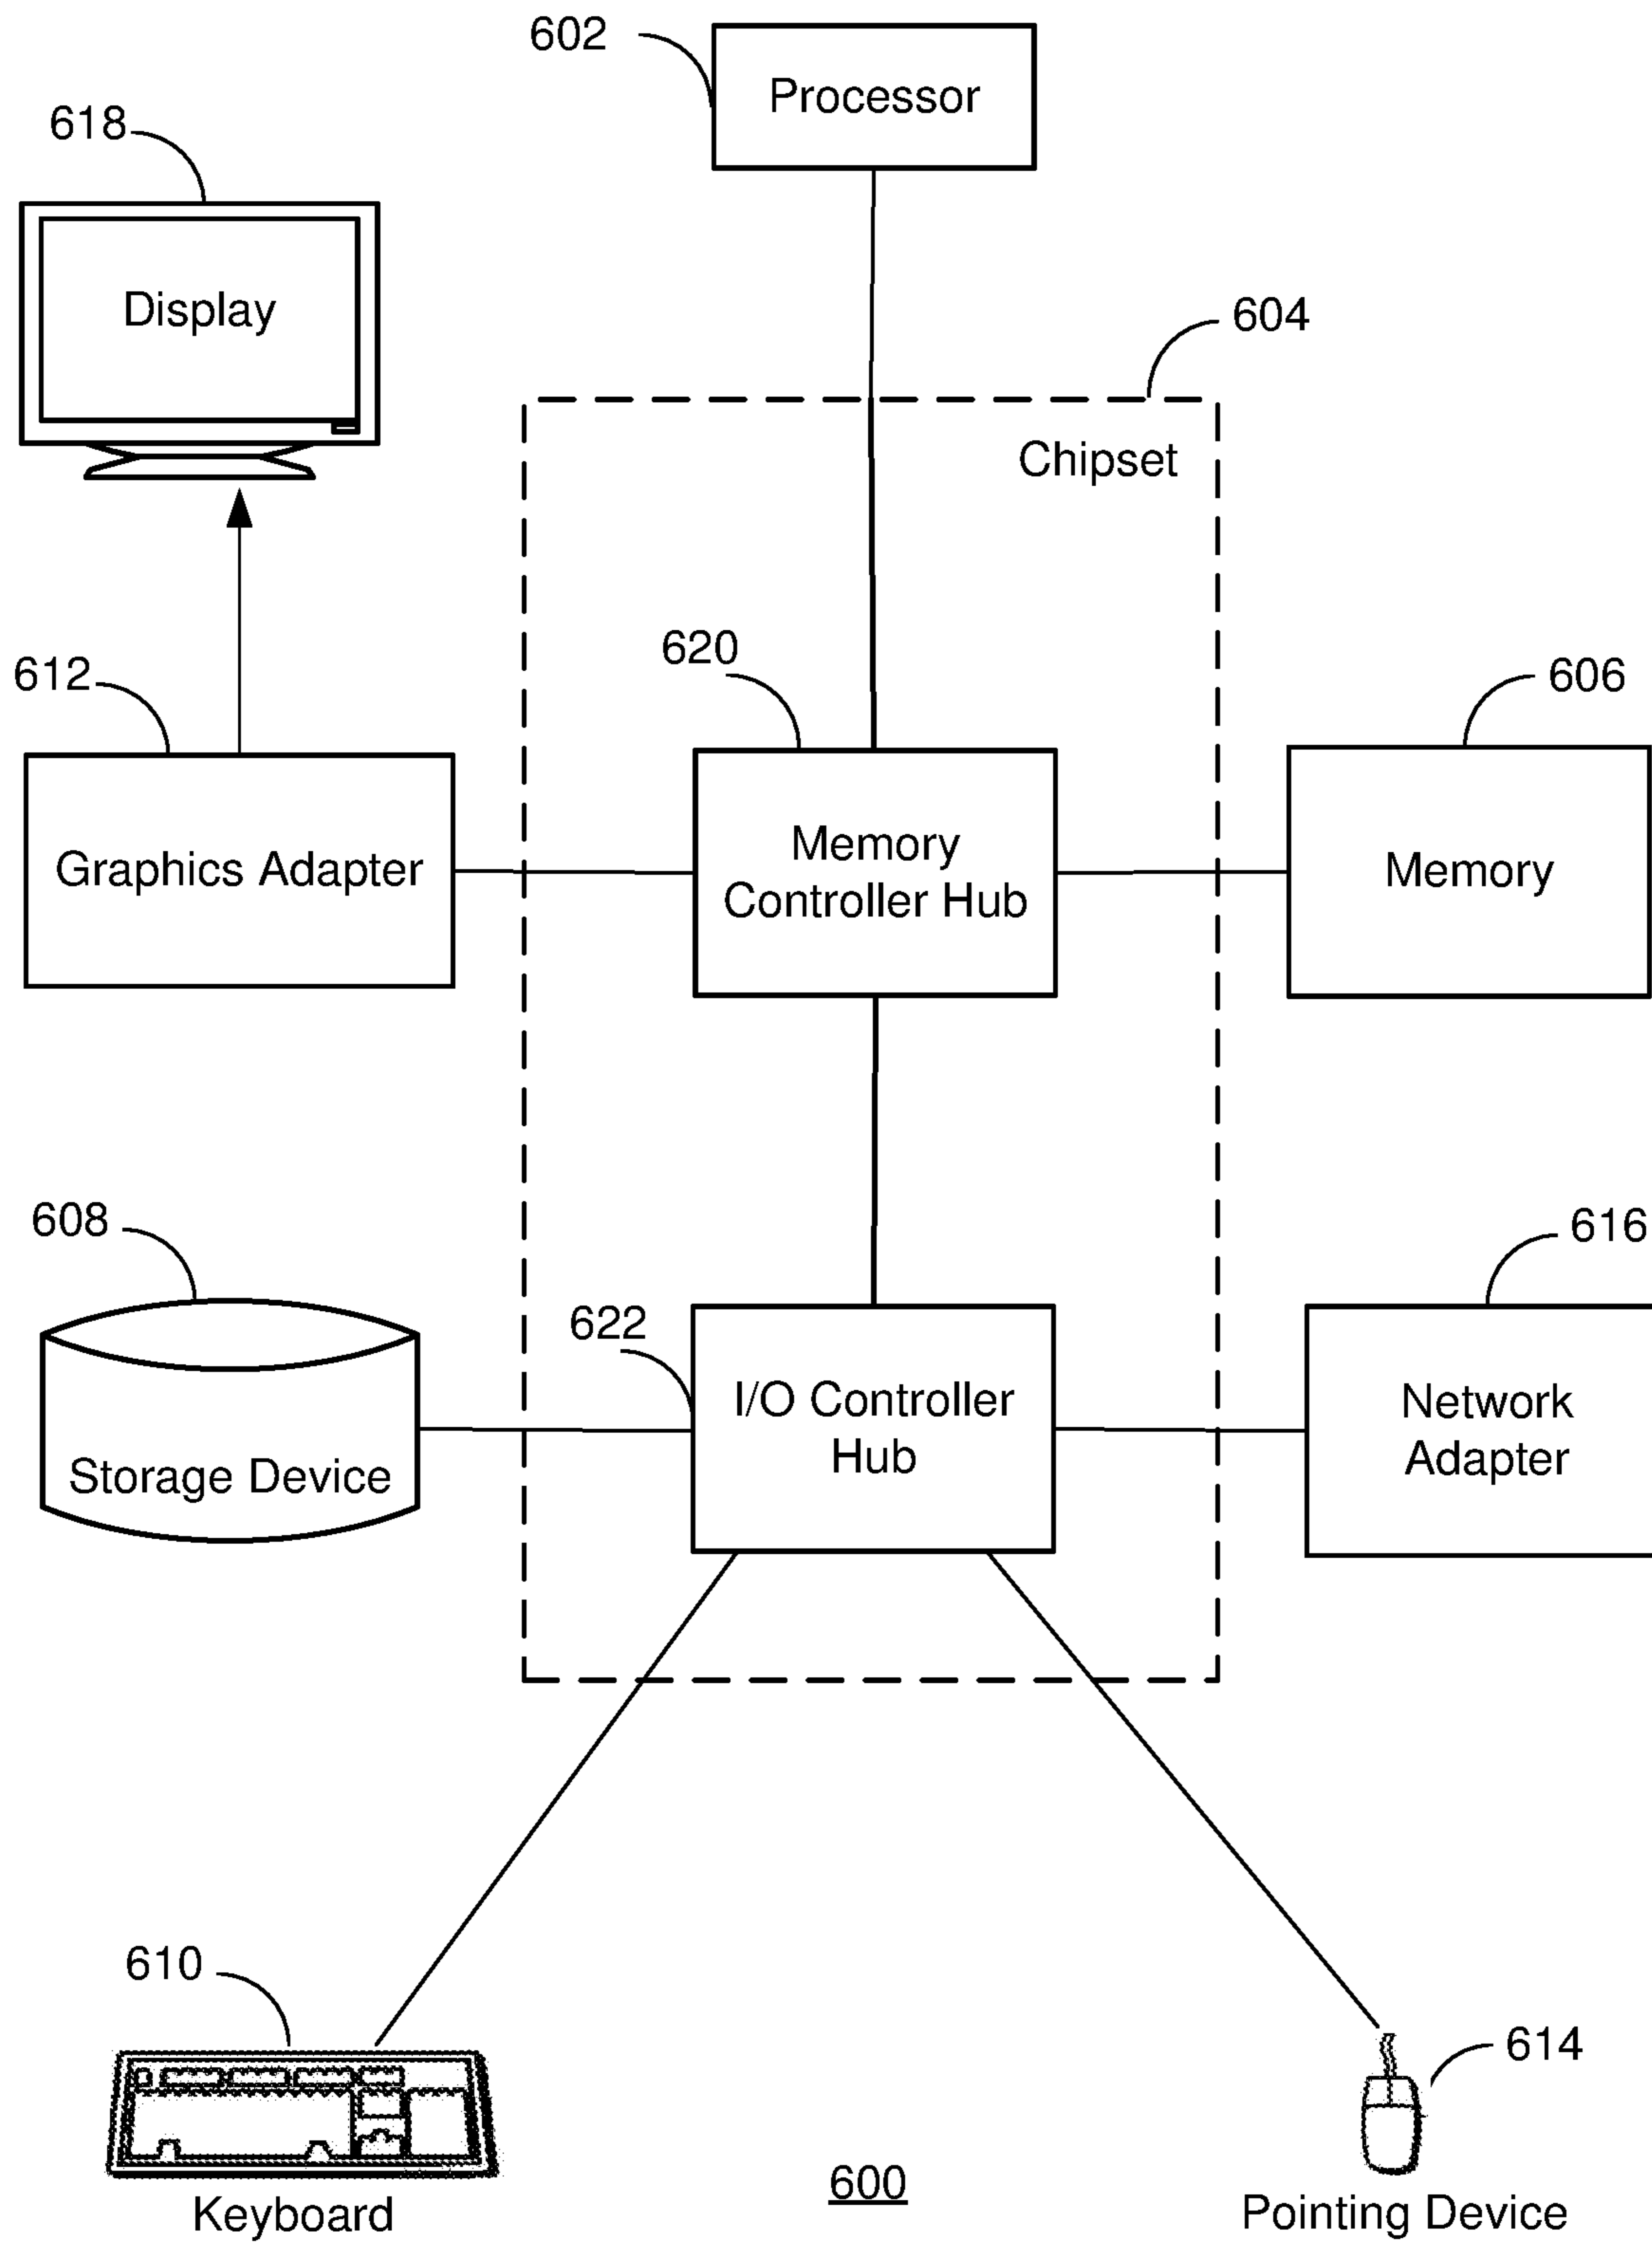 602
Processor
618
Display
604
Chipset
620
612
606
Graphics Adapter
Memory
Controller Hub
Memory
608
616
622
Storage Device
I/O Controller
Hub
Network
Adapter
610
614
Keyboard
600
Pointing Device